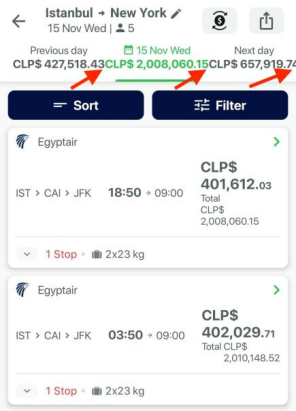 Istanbul → New York
15 Nov Wed | 5
Previous day 15 Nov Wed Next day
CLP$ 427,518.43 CLP$ 2,008,060.15 CLP$ 657,919.74
Sort Filter
Egyptair
CLP$
401,612.03
IST > CAI > JFK 18:50 → 09:00
Total
CLP$
2,008,060.15
1 Stop • 2x23 kg
Egyptair
CLP$
402,029.71
IST > CAI > JFK 03:50 → 09:00
Total CLP$
2,010,148.52
1 Stop • 2x23 kg